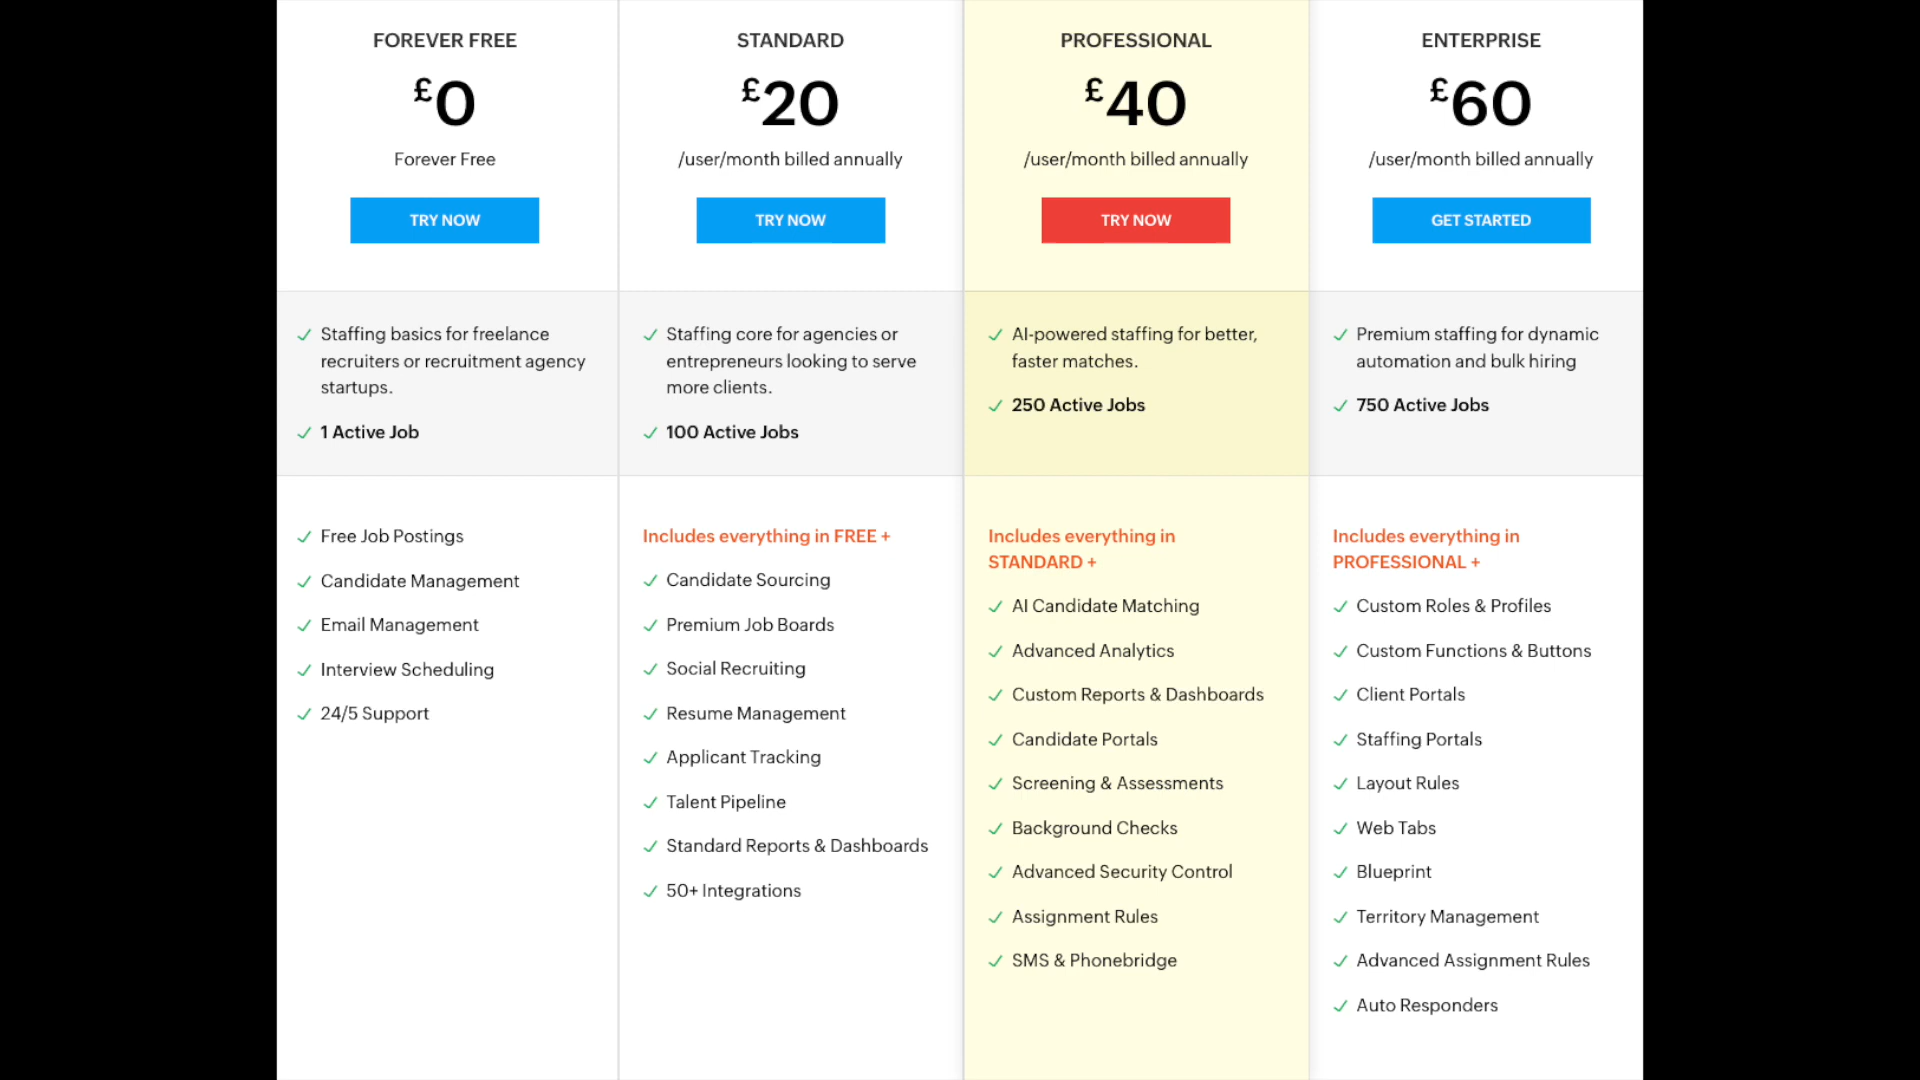 FOREVER FREE
£0
Forever Free
TRY NOW
Staffing basics for freelance
recruiters or recruitment agency
startups.
1 Active Job
Free Job Postings
Candidate Management
Email Management
Interview Scheduling
24/5 Support
STANDARD
£20
/user/month billed annually
TRY NOW
Staffing core for agencies or
entrepreneurs looking to serve
more clients.
100 Active Jobs
Includes everything in FREE +
Candidate Sourcing
Premium Job Boards
Social Recruiting
Resume Management
Applicant Tracking
Talent Pipeline
Standard Reports & Dashboards
50+ Integrations
PROFESSIONAL
£40
/user/month billed annually
TRY NOW
AI-powered staffing for better,
faster matches.
250 Active Jobs
Includes everything in
STANDARD +
AI Candidate Matching
Advanced Analytics
Custom Reports & Dashboards
Candidate Portals
Screening & Assessments
Background Checks
Advanced Security Control
Assignment Rules
SMS & Phonebridge
ENTERPRISE
£60
/user/month billed annually
GET STARTED
Premium staffing for dynamic
automation and bulk hiring
750 Active Jobs
Includes everything in
PROFESSIONAL +
Custom Roles & Profiles
Custom Functions & Buttons
Client Portals
Staffing Portals
Layout Rules
Web Tabs
Blueprint
Territory Management
Advanced Assignment Rules
Auto Responders